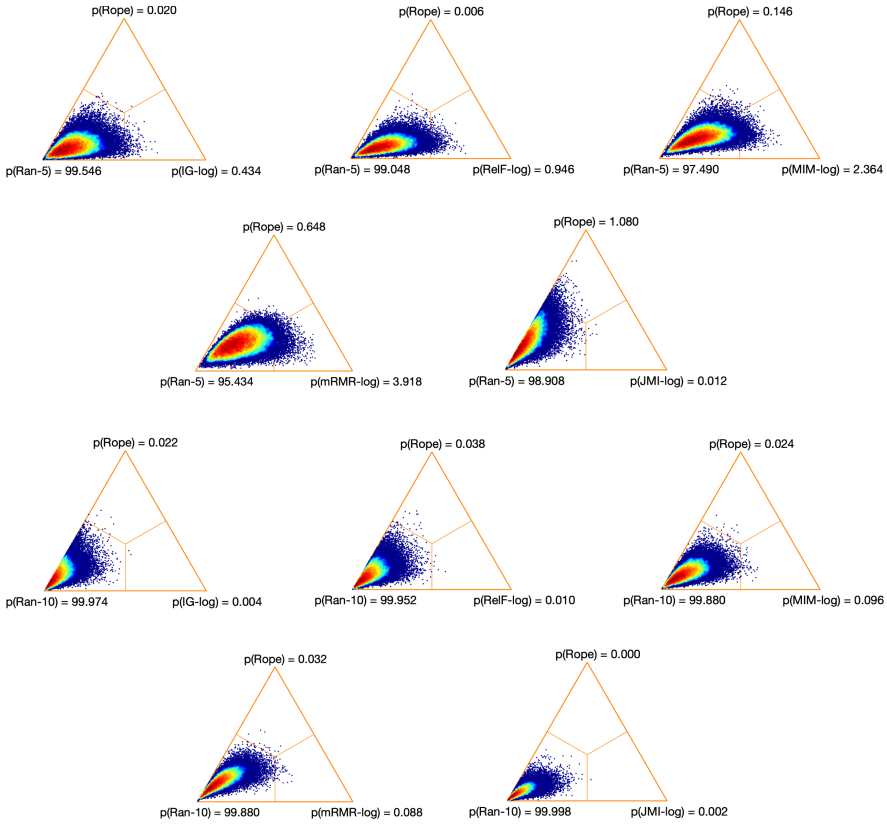 p(Rope) = 0.020
p(Rope) = 0.006
p(Rope) = 0.146
p(Ran-5) = 99.546
p(IG-log) = 0.434
p(Ran-5) = 99.048
p(RelF-log) = 0.946
p(Ran-5) = 97.490
p(MIM-log) = 2.364
p(Rope) = 0.648
p(Rope) = 1.080
p(Ran-5) = 95.434
p(mRMR-log) = 3.918
p(Ran-5) = 98.908
p(JMI-log) = 0.012
p(Rope) = 0.022
p(Rope) = 0.038
p(Rope) = 0.024
p(Ran-10) = 99.974
p(IG-log) = 0.004
p(Ran-10) = 99.952
p(RelF-log) = 0.010
p(Ran-10) = 99.880
p(MIM-log) = 0.096
p(Rope) = 0.032
p(Rope) = 0.000
p(Ran-10) = 99.880
p(mRMR-log) = 0.088
p(Ran-10) = 99.998
p(JMI-log) = 0.002